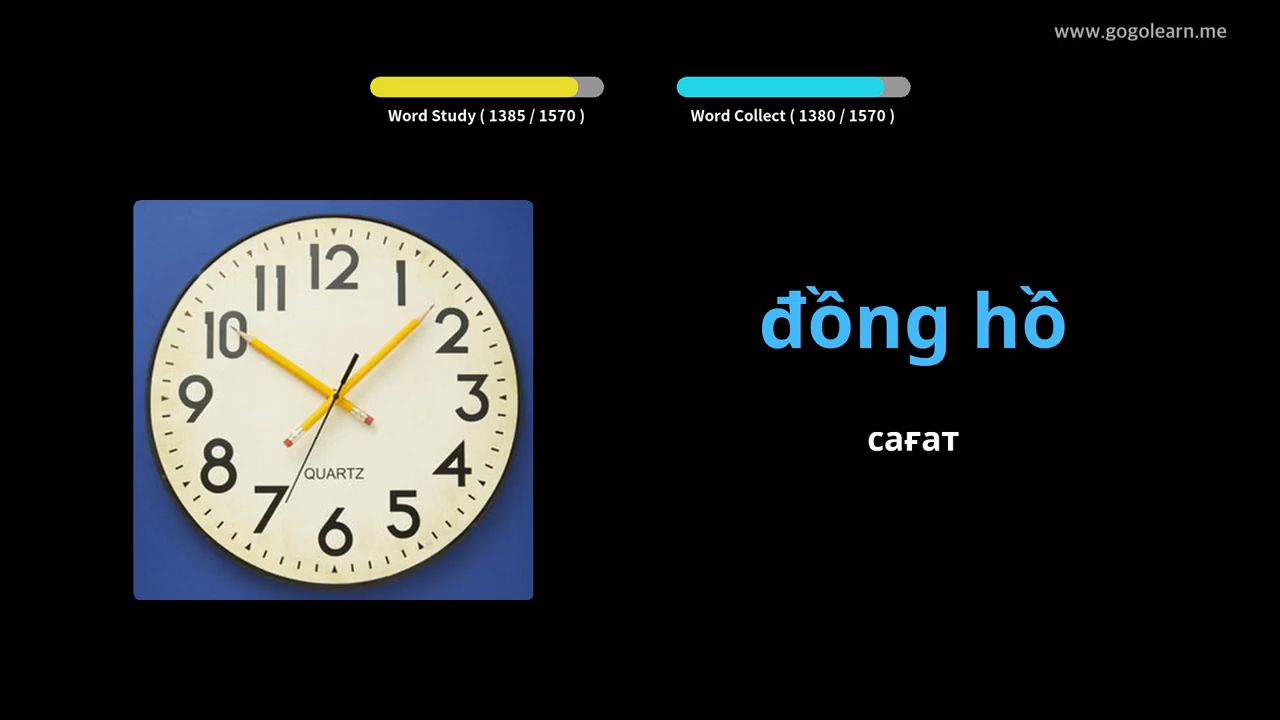 www.gogolearn.me
Word Study ( 1385 / 1570 )
Word Collect ( 1380 / 1570 )
12
11
1
10
2
9
3
8
4
7
5
6
QUARTZ
đồng hồ
сағат